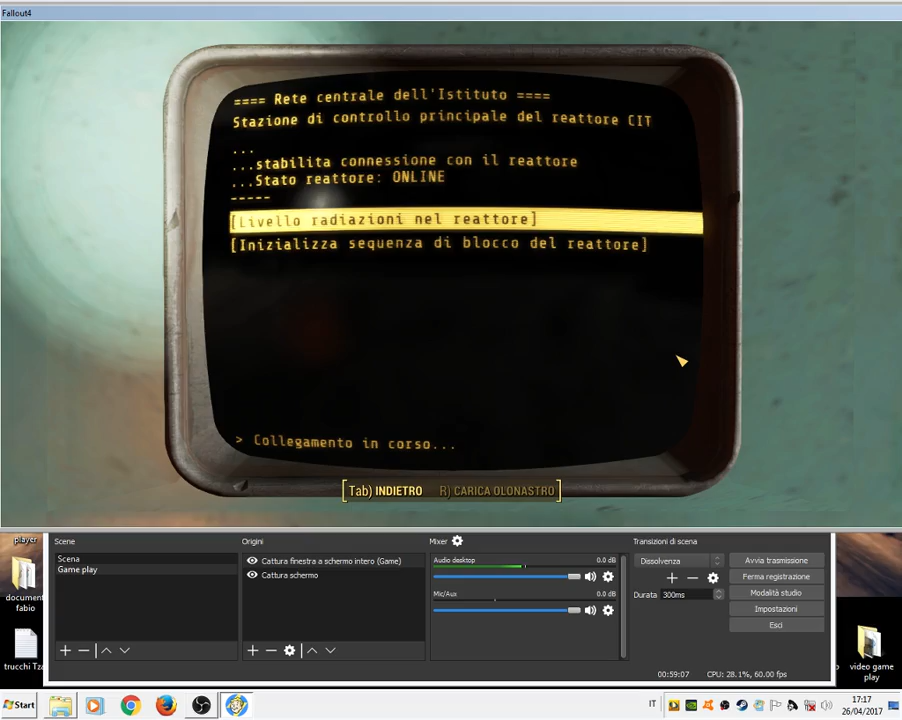 Fallout4
==== Rete centrale dell'Istituto ====
Stazione di controllo principale del reattore CIT
...
...stabilita connessione con il reattore
...Stato reattore: ONLINE
-----
[Livello radiazioni nel reattore]
[Inizializza sequenza di blocco del reattore]
> Collegamento in corso...
Tab) INDIETRO R) CARICA OLONASTRO
player
document
fabio
trucchi Tza
Scene
Scena
Game play
Origini
Cattura finestra a schermo intero (Game)
Cattura schermo
Mixer
Audio desktop 0.0 dB
Mic/Aux 0.0 dB
Transizioni di scena
Dissolvenza
Durata 300ms
Avvia trasmissione
Ferma registrazione
Modalità studio
Impostazioni
Esci
00:59:07 CPU: 28.1%, 60.00 fps
video game
play
Start
IT
17:17
26/04/2017